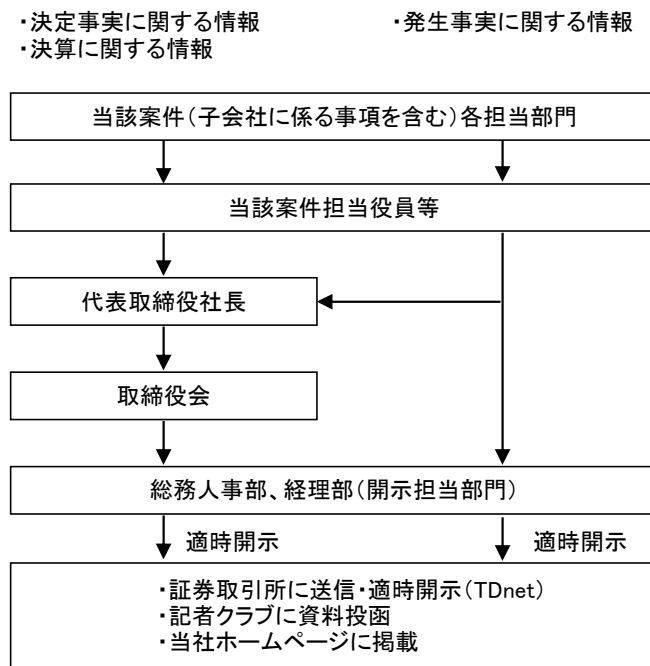 ・決定事実に関する情報
・発生事実に関する情報
・決算に関する情報
当該案件(子会社に係る事項を含む)各担当部門
当該案件担当役員等
代表取締役社長
取締役会
総務人事部、経理部(開示担当部門)
適時開示
適時開示
・証券取引所に送信・適時開示(TDnet)
・記者クラブに資料投函
・当社ホームページに掲載